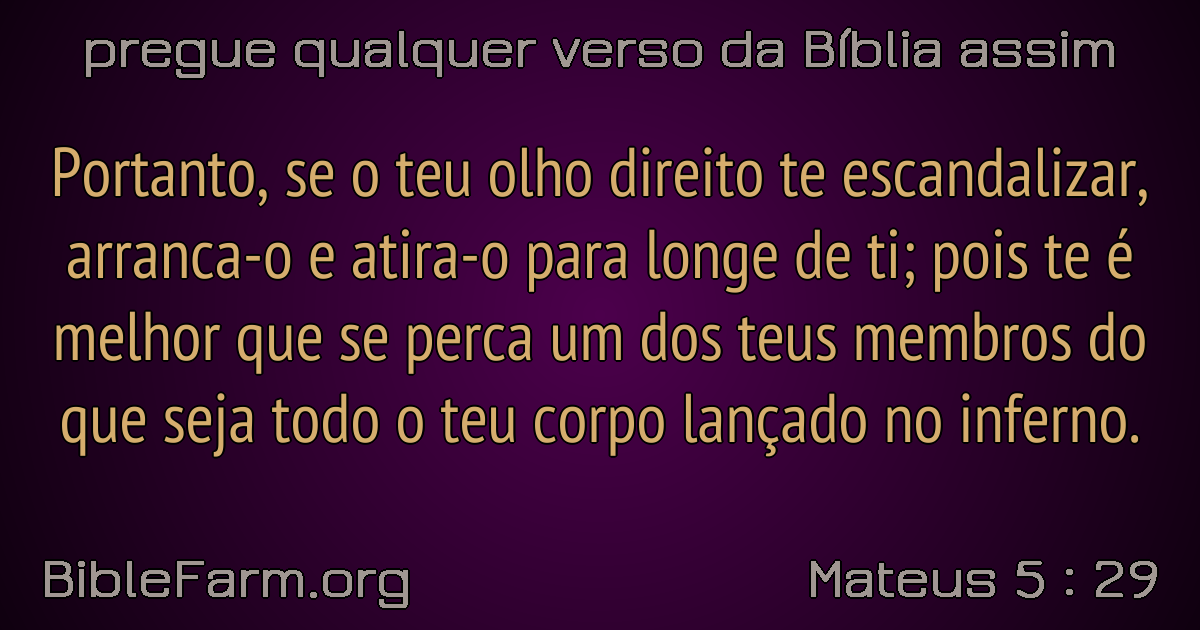 pregue qualquer verso da Bíblia assim
Portanto, se o teu olho direito te escandalizar,
arranca-o e atira-o para longe de ti; pois te é
melhor que se perca um dos teus membros do
que seja todo o teu corpo lançado no inferno.
BibleFarm.org
Mateus 5 : 29